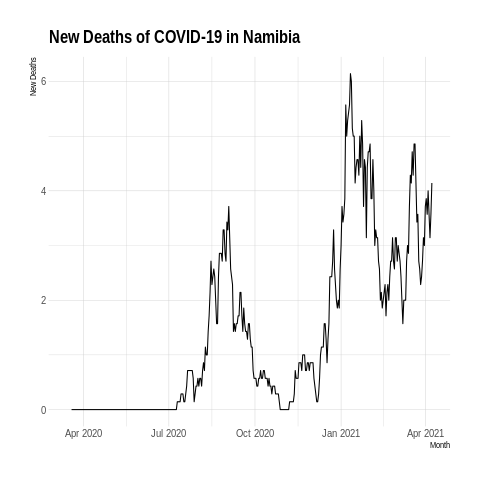 New Deaths of COVID-19 in Namibia
New Deaths
6
4
2
0
Apr 2020 Jul 2020 Oct 2020 Jan 2021 Apr 2021
Month